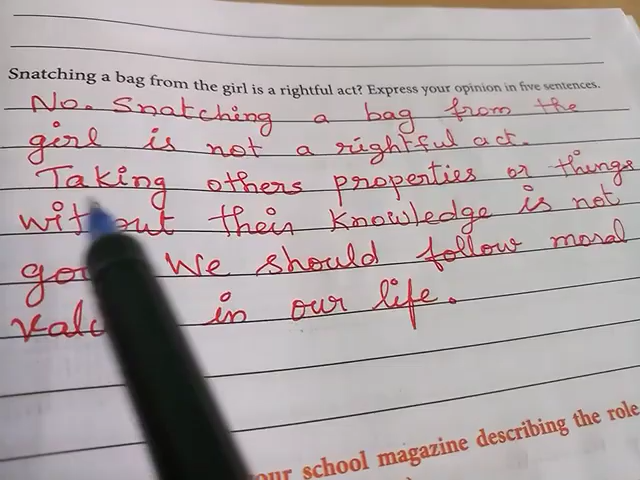 Snatching a bag from the girl is a rightful act? Express your opinion in five sentences.
No. Snatching a bag from the
girl is not a rightful act.
Taking others properties or things
without their knowledge is not
We should follow moral
in our life.
our school magazine describing the role